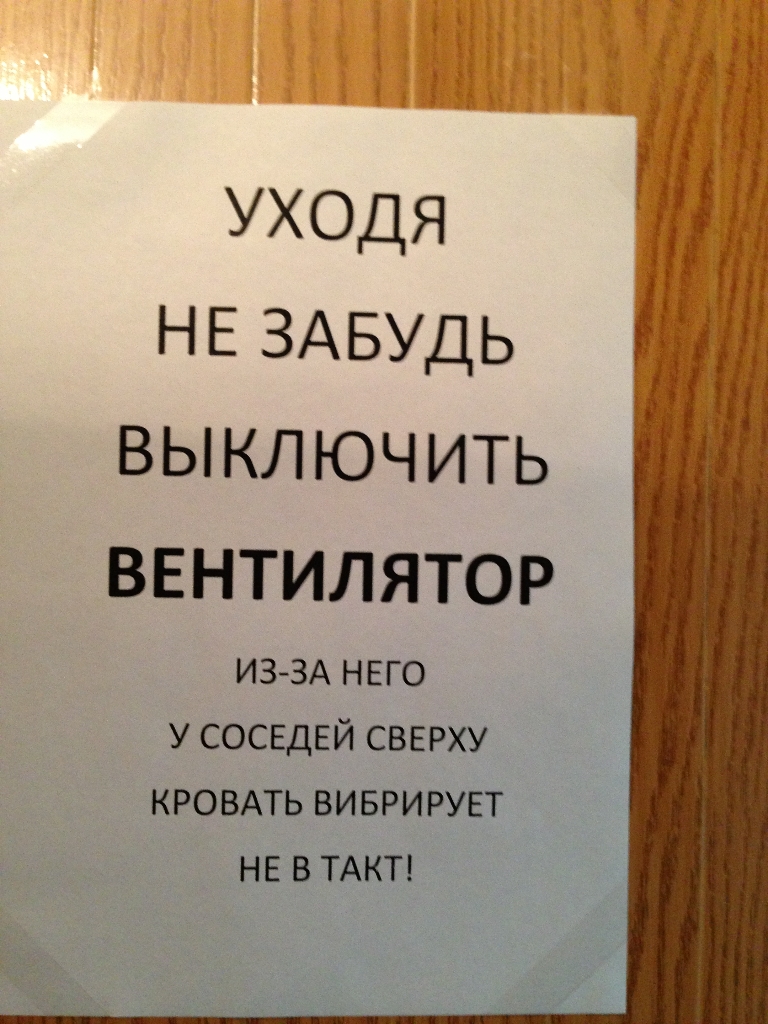 УХОДЯ
НЕ ЗАБУДЬ
ВЫКЛЮЧИТЬ
ВЕНТИЛЯТОР
ИЗ-ЗА НЕГО
У СОСЕДЕЙ СВЕРХУ
КРОВАТЬ ВИБРИРУЕТ
НЕ В ТАКТ!